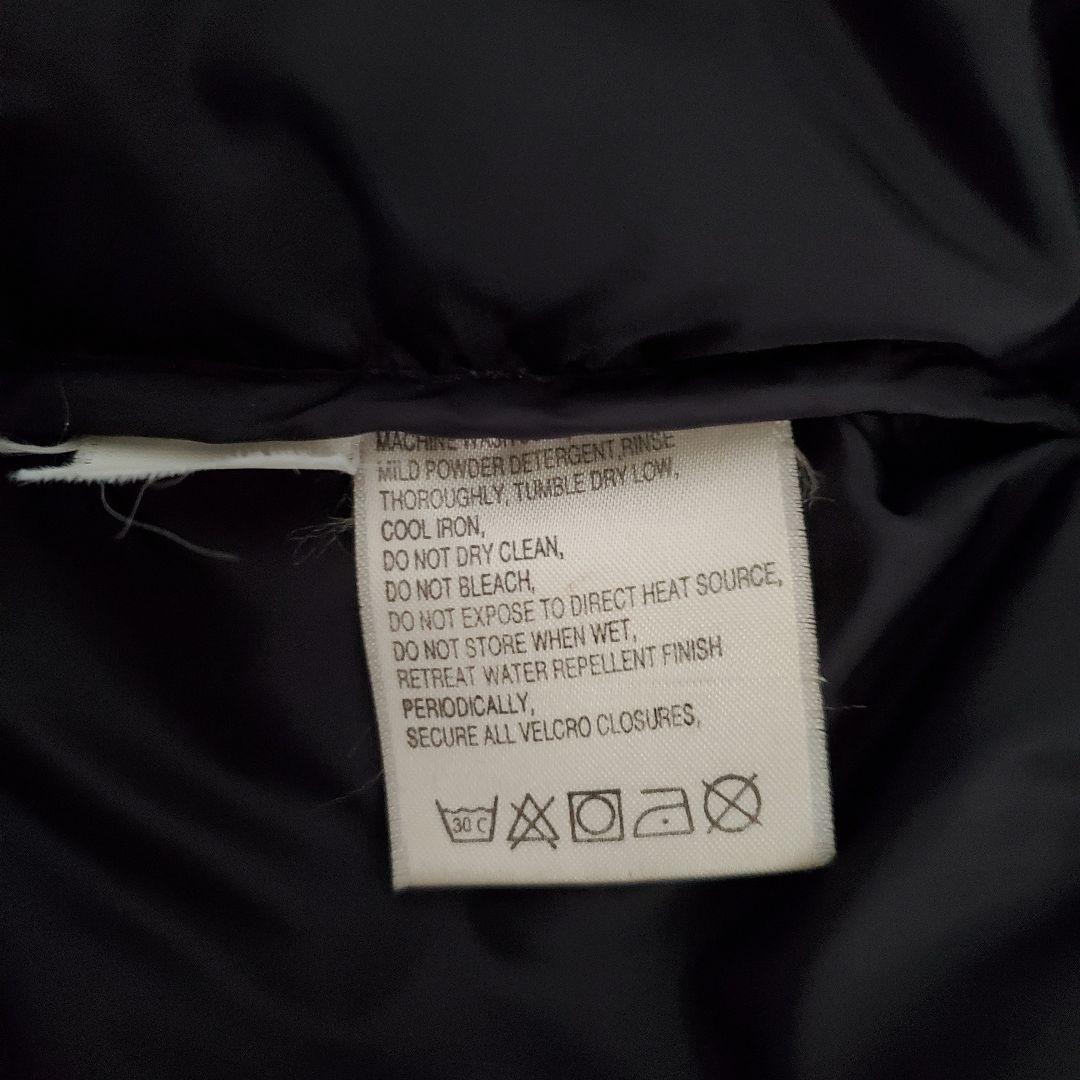 MACHINE WASH
MILD POWDER DETERGENT, RINSE
THOROUGHLY, TUMBLE DRY LOW,
COOL IRON,
DO NOT DRY CLEAN,
DO NOT BLEACH,
DO NOT EXPOSE TO DIRECT HEAT SOURCE,
DO NOT STORE WHEN WET,
RETREAT WATER REPELLENT FINISH
PERIODICALLY,
SECURE ALL VELCRO CLOSURES,
30 C